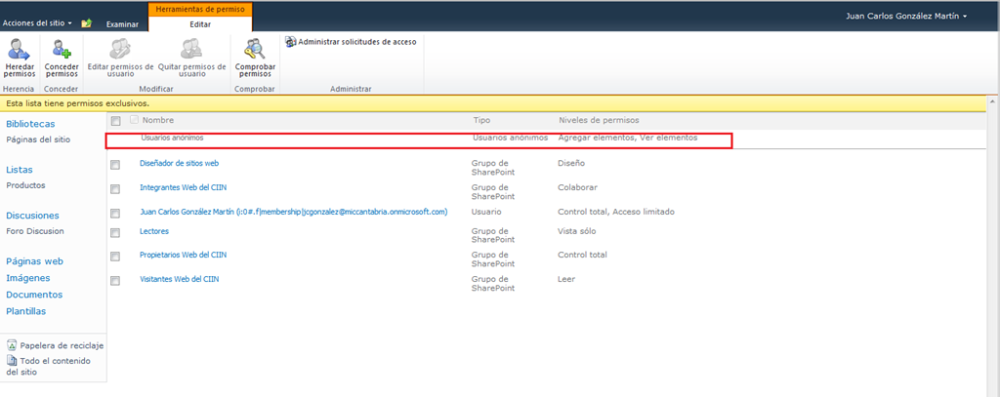 Herramientas de permiso
Acciones del sitio
Examinar
Editar
Juan Carlos González Martín
Heredar permisos
Conceder permisos
Editar permisos de usuario
Quitar permisos de usuario
Comprobar permisos
Administrar solicitudes de acceso
Herencia
Conceder
Modificar
Comprobar
Administrar
Esta lista tiene permisos exclusivos.
Bibliotecas
Páginas del sitio
Listas
Productos
Discusiones
Foro Discusion
Páginas web
Imágenes
Documentos
Plantillas
Papelera de reciclaje
Todo el contenido del sitio
Nombre Tipo Niveles de permisos
Usuarios anónimos Usuarios anónimos Agregar elementos, Ver elementos
Diseñador de sitios web Grupo de SharePoint Diseño
Integrantes Web del CIIN Grupo de SharePoint Colaborar
Juan Carlos González Martín (i:0#.f|membership|jcgonzalez@miccantabria.onmicrosoft.com) Usuario Control total, Acceso limitado
Lectores Grupo de SharePoint Vista sólo
Propietarios Web del CIIN Grupo de SharePoint Control total
Visitantes Web del CIIN Grupo de SharePoint Leer